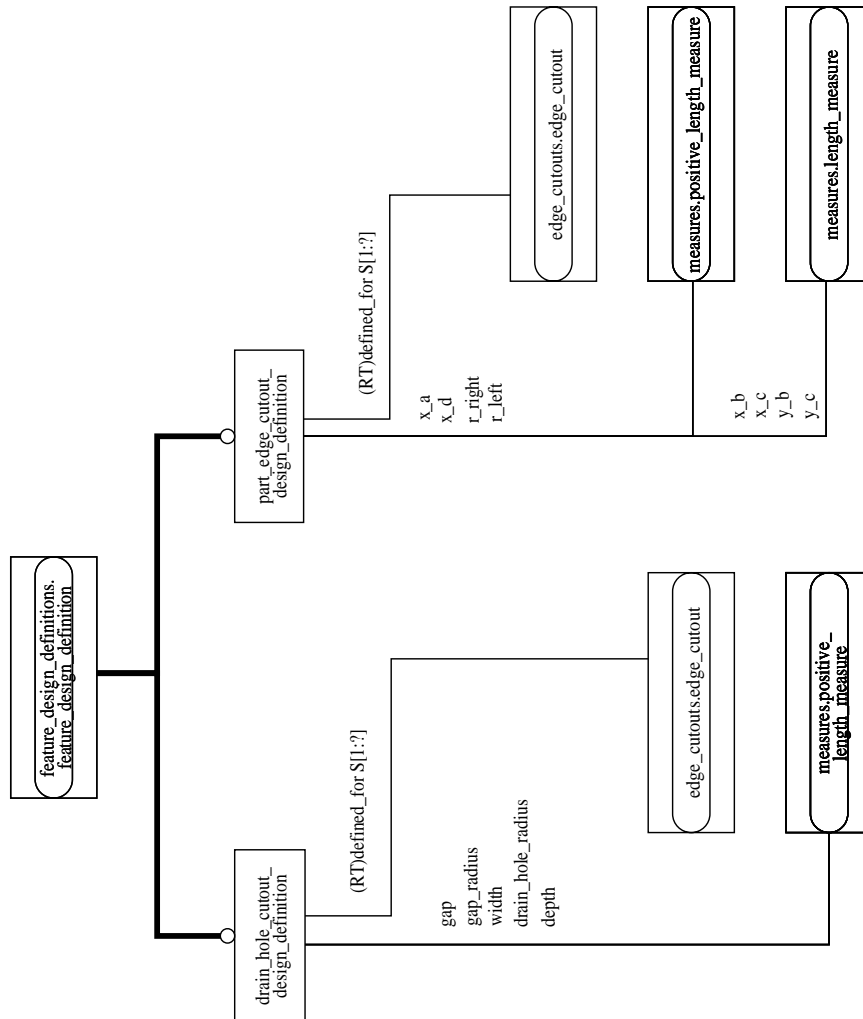 feature_design_definitions.
feature_design_definition
drain_hole_cutout_
design_definition
(RT)defined_for S[1:?]
edge_cutouts.edge_cutout
gap
gap_radius
width
drain_hole_radius
depth
measures.positive_
length_measure
part_edge_cutout_
design_definition
(RT)defined_for S[1:?]
edge_cutouts.edge_cutout
x_a
x_d
r_right
r_left
measures.positive_length_measure
x_b
x_c
y_b
y_c
measures.length_measure